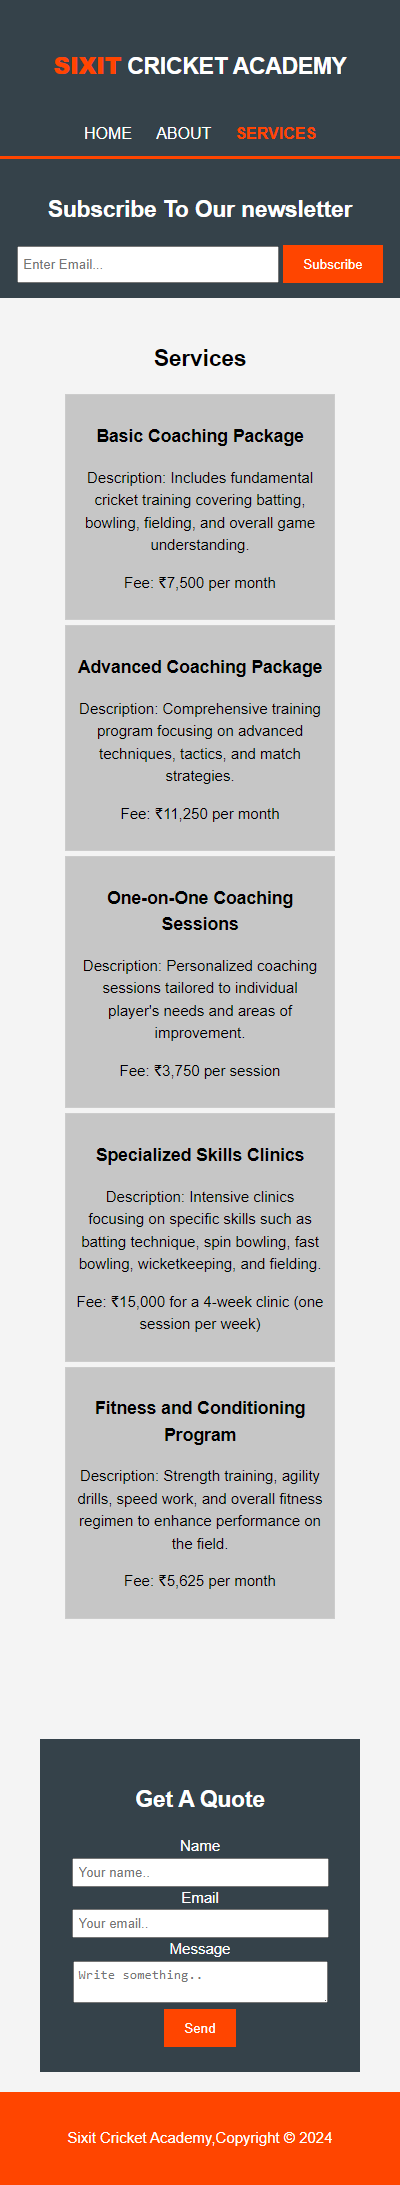 SIXIT CRICKET ACADEMY
HOME ABOUT SERVICES
Subscribe To Our newsletter
Enter Email... Subscribe
Services
Basic Coaching Package
Description: Includes fundamental
cricket training covering batting,
bowling, fielding, and overall game
understanding.
Fee: ₹7,500 per month
Advanced Coaching Package
Description: Comprehensive training
program focusing on advanced
techniques, tactics, and match
strategies.
Fee: ₹11,250 per month
One-on-One Coaching
Sessions
Description: Personalized coaching
sessions tailored to individual
player's needs and areas of
improvement.
Fee: ₹3,750 per session
Specialized Skills Clinics
Description: Intensive clinics
focusing on specific skills such as
batting technique, spin bowling, fast
bowling, wicketkeeping, and fielding.
Fee: ₹15,000 for a 4-week clinic (one
session per week)
Fitness and Conditioning
Program
Description: Strength training, agility
drills, speed work, and overall fitness
regimen to enhance performance on
the field.
Fee: ₹5,625 per month
Get A Quote
Name
Your name..
Email
Your email..
Message
Write something..
Send
Sixit Cricket Academy,Copyright © 2024